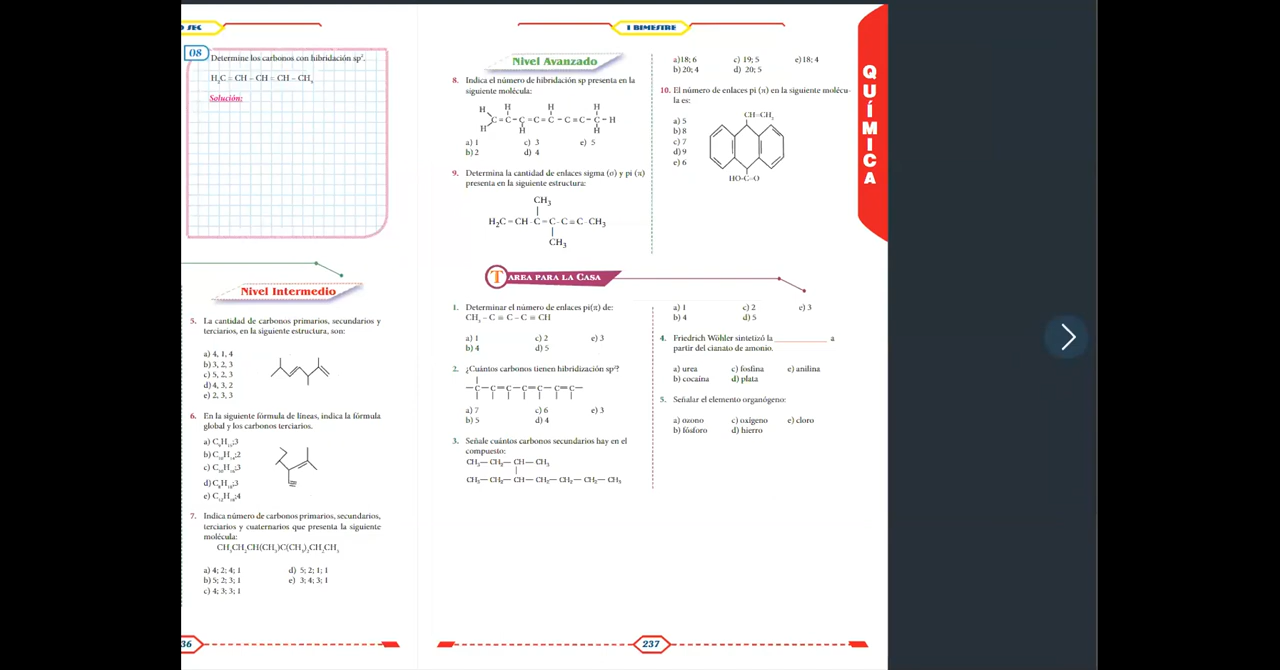 O SEC
08
Determine los carbonos con hibridación sp².
H₂C = CH – CH = CH – CH₃
Solución:
Nivel Intermedio
5. La cantidad de carbonos primarios, secundarios y
terciarios, en la siguiente estructura, son:
a) 4, 1, 4
b) 3, 2, 3
c) 5, 2, 3
d) 4, 3, 2
e) 2, 3, 3
6. En la siguiente fórmula de líneas, indica la fórmula
global y los carbonos terciarios.
7. Indica número de carbonos primarios, secundarios,
terciarios y cuaternarios que presenta la siguiente
molécula:
CH₃CH₂CH(CH₃)C(CH₃)₂CH₂CH₃
a) 4; 2; 4; 1
b) 5; 2; 3; 1
c) 4; 3; 3; 1
d) 5; 2; 1; 1
e) 3; 4; 3; 1
36
I BIMESTRE
Nivel Avanzado
8. Indica el número de hibridación sp presenta en la
siguiente molécula:
H H H H
C = C – C = C = C – C ≡ C – C – H
H H H
a) 1 c) 3 e) 5
b) 2 d) 4
9. Determina la cantidad de enlaces sigma (σ) y pi (π)
presenta en la siguiente estructura:
CH₃
H₂C = CH - C = C - C ≡ C - CH₃
CH₃
a)18; 6 c) 19; 5 e)18; 4
b) 20; 4 d) 20; 5
10. El número de enlaces pi (π) en la siguiente molécu-
la es:
a) 5
b) 8
c) 7
d) 9
e) 6
CH=CH₂
HO-C=O
QUÍMICA
TAREA PARA LA CASA
1. Determinar el número de enlaces pi(π) de:
CH₃ – C ≡ C – C ≡ CH
a) 1 c) 2 e) 3
b) 4 d) 5
2. ¿Cuántos carbonos tienen hibridización sp²?
–C–C=C–C=C–C=C–
a) 7 c) 6 e) 3
b) 5 d) 4
3. Señale cuántos carbonos secundarios hay en el
compuesto:
CH₃— CH₂— CH — CH₃
CH₃— CH₂— CH — CH₂— CH₂ — CH₂— CH₃
a) 1 c) 2 e) 3
b) 4 d) 5
4. Friedrich Wöhler sintetizó la __________ a
partir del cianato de amonio.
a) urea c) fosfina e) anilina
b) cocaína d) plata
5. Señalar el elemento organógeno:
a) ozono c) oxígeno e) cloro
b) fósforo d) hierro
237